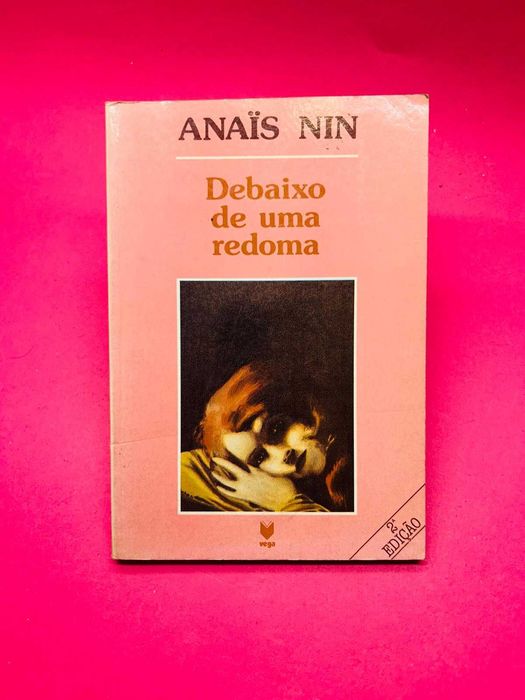 ANAÏS NIN
Debaixo
de uma
redoma
vega
2ª
EDIÇÃO